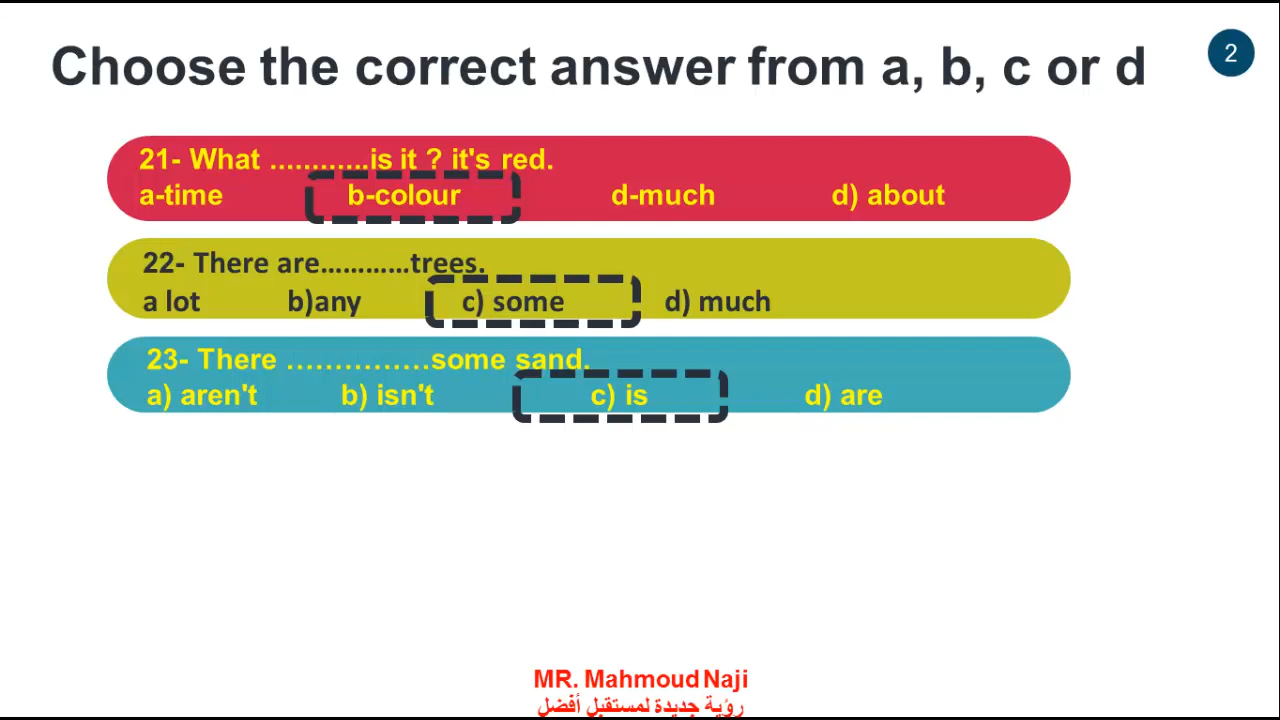 Choose the correct answer from a, b, c or d
2
21- What ............is it ? it's red.
a-time b-colour d-much d) about
22- There are............trees.
a lot b)any c) some d) much
23- There ...............some sand.
a) aren't b) isn't c) is d) are
MR. Mahmoud Naji
رؤية جديدة لمستقبل أفضل